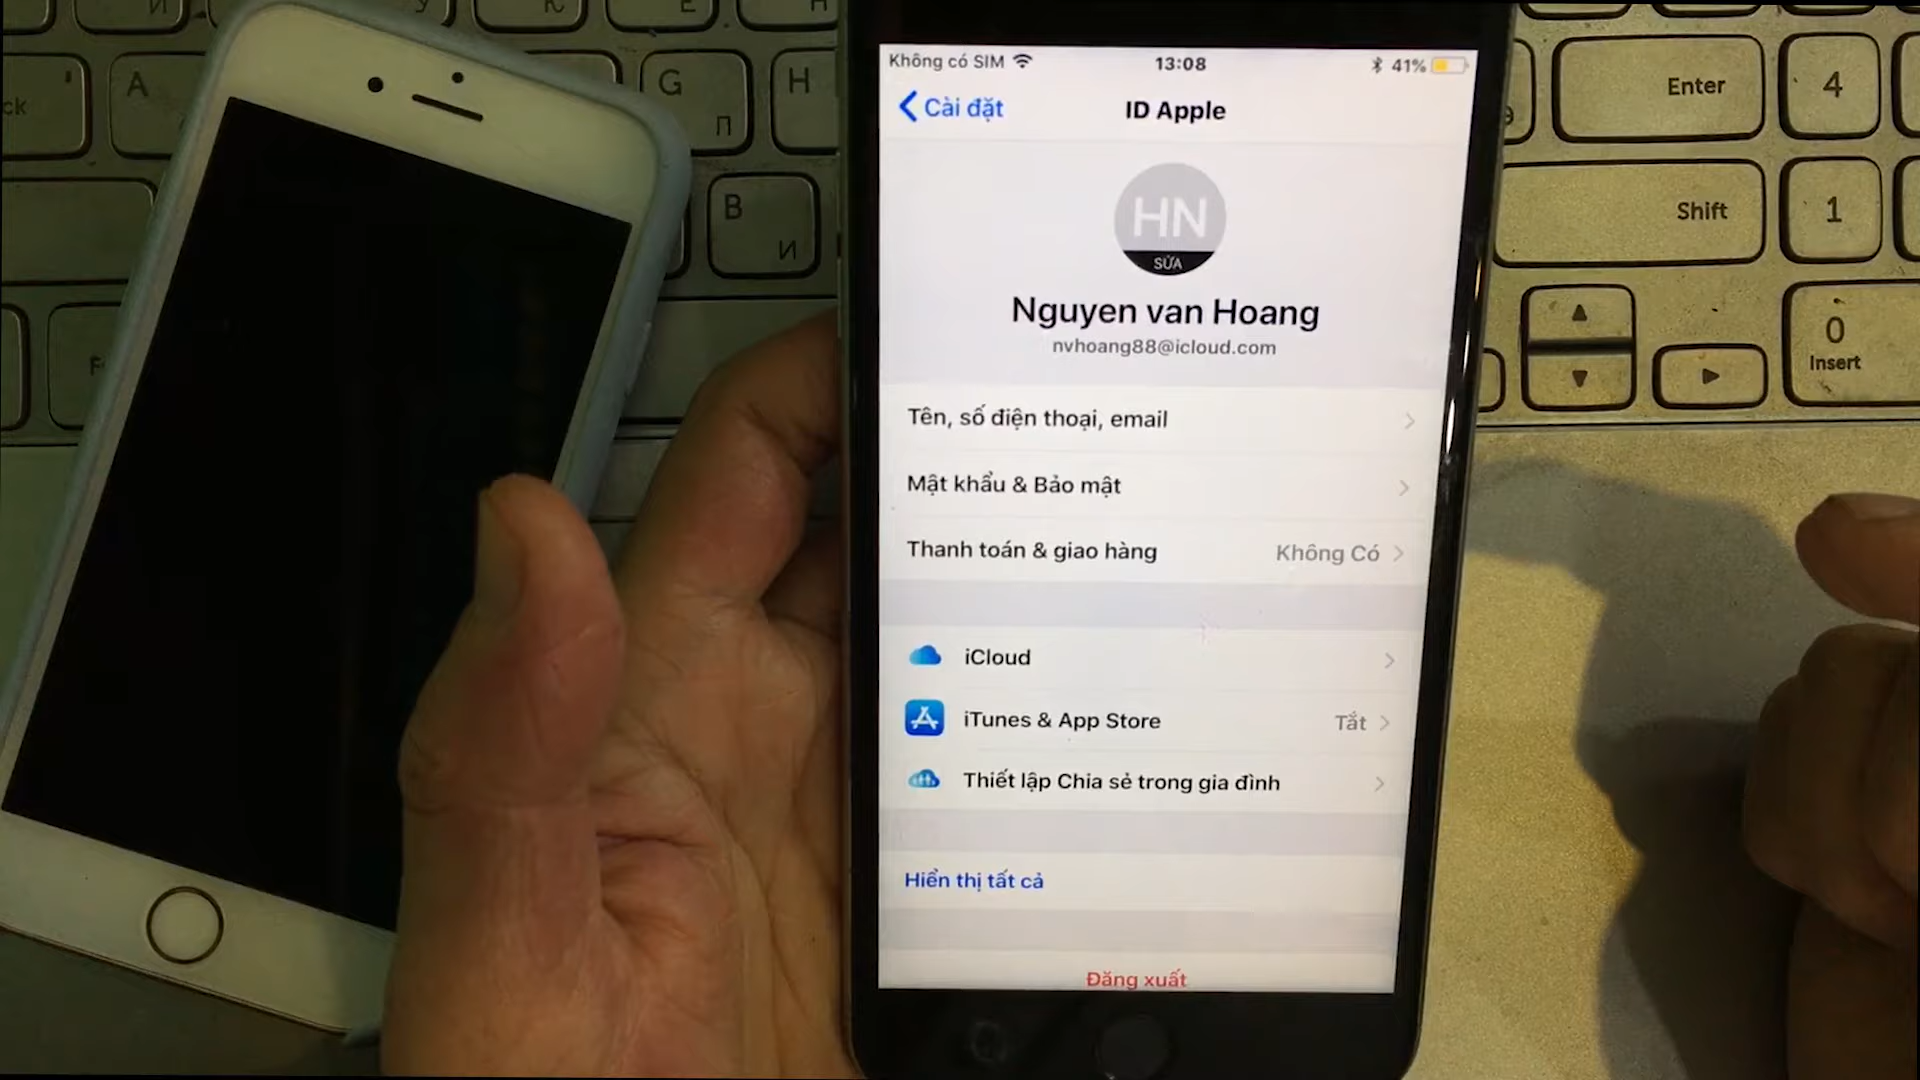 Không có SIM
13:08
41%
Cài đặt
ID Apple
HN
SỬA
Nguyen van Hoang
nvhoang88@icloud.com
Tên, số điện thoại, email
Mật khẩu & Bảo mật
Thanh toán & giao hàng
Không Có
iCloud
iTunes & App Store
Tắt
Thiết lập Chia sẻ trong gia đình
Hiển thị tất cả
Đăng xuất
ck
A
G
П
H
B
И
F
Enter
4
Shift
1
0
Insert